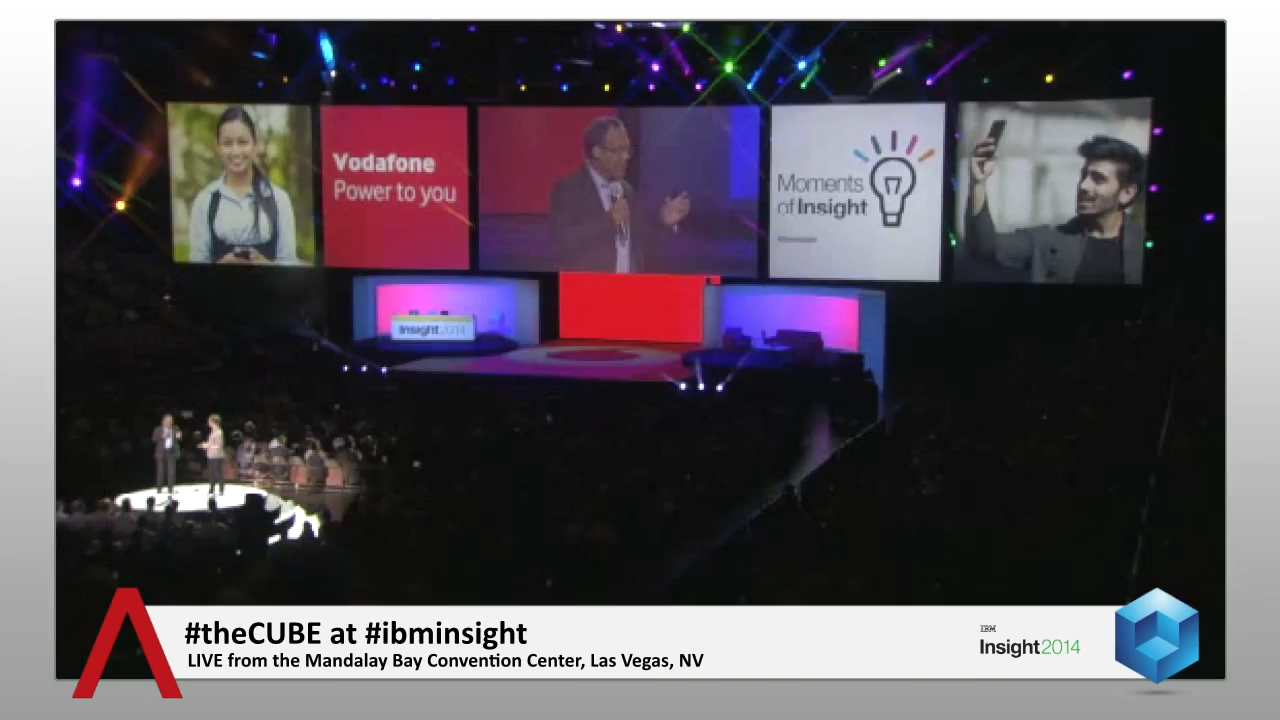 Vodafone
Power to you
Moments
of Insight
Insight2014
#theCUBE at #ibminsight
LIVE from the Mandalay Bay Convention Center, Las Vegas, NV
IBM
Insight2014